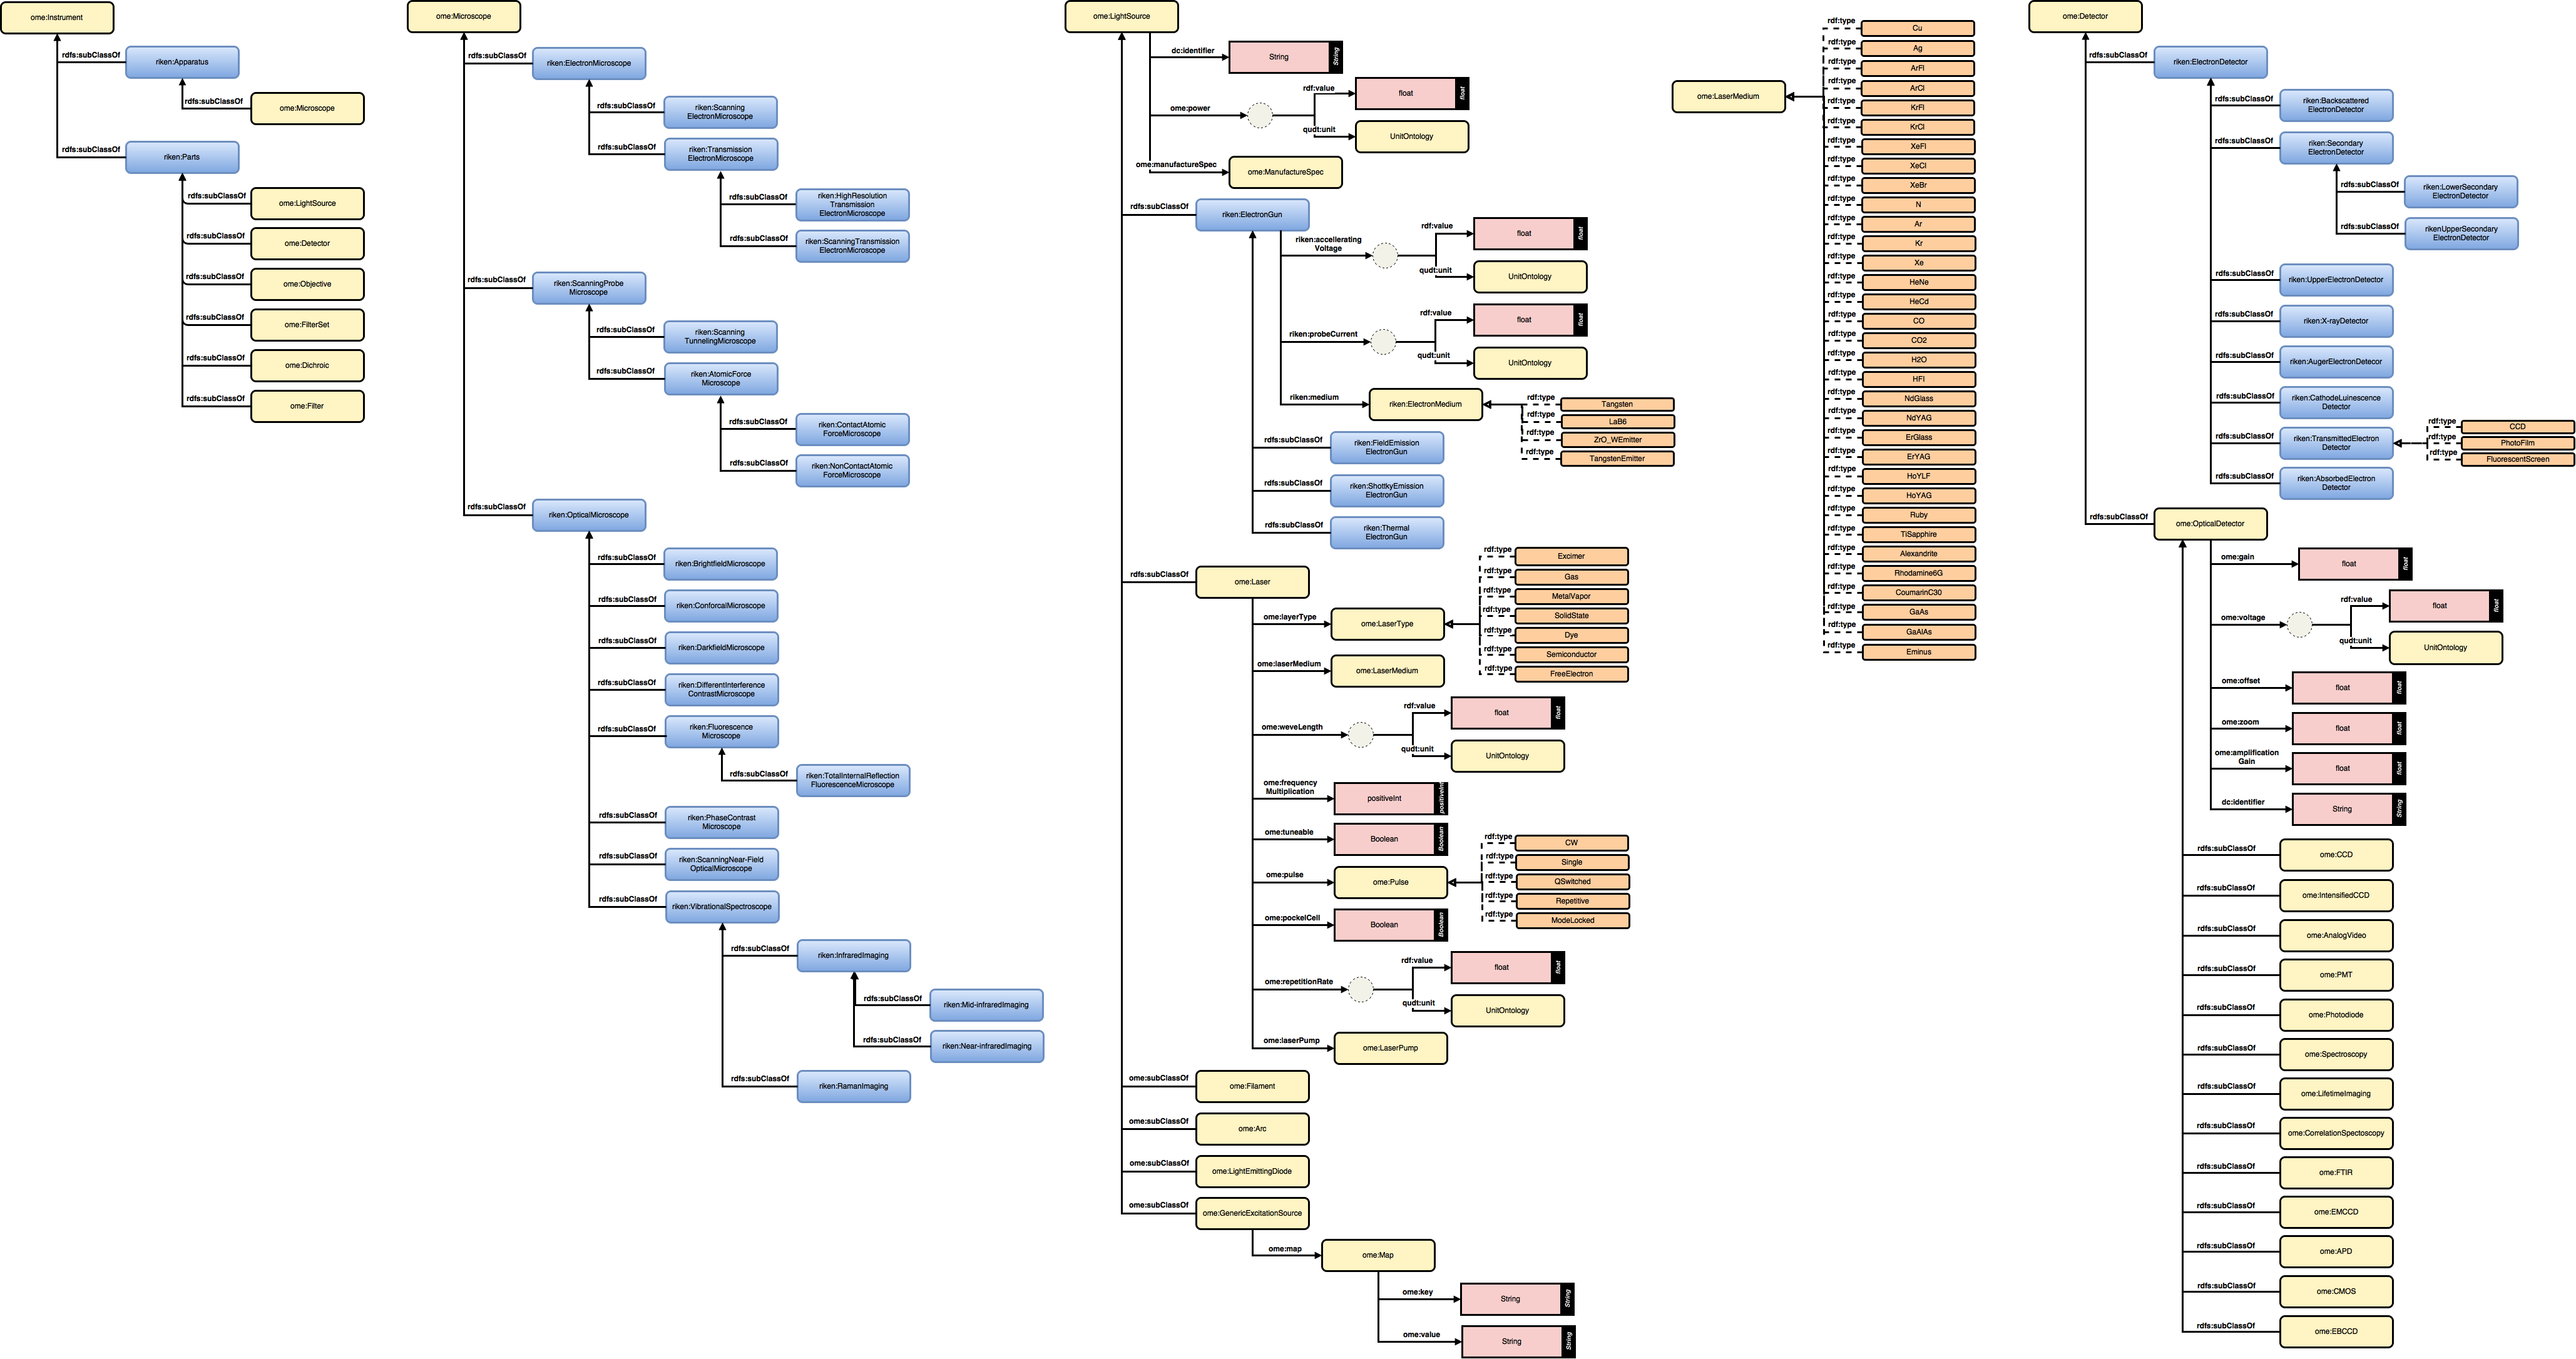 ome:Instrument
rdfs:subClassOf
riken:Apparatus
rdfs:subClassOf
ome:Microscope
rdfs:subClassOf
riken:Parts
rdfs:subClassOf
ome:LightSource
rdfs:subClassOf
ome:Detector
rdfs:subClassOf
ome:Objective
rdfs:subClassOf
ome:FilterSet
rdfs:subClassOf
ome:Dichroic
rdfs:subClassOf
ome:Filter
ome:Microscope
rdfs:subClassOf
riken:ElectronMicroscope
rdfs:subClassOf
riken:Scanning
ElectronMicroscope
rdfs:subClassOf
riken:Transmission
ElectronMicroscope
rdfs:subClassOf
riken:HighResolution
Transmission
ElectronMicroscope
rdfs:subClassOf
riken:ScanningTransmission
ElectronMicroscope
rdfs:subClassOf
riken:ScanningProbe
Microscope
rdfs:subClassOf
riken:Scanning
TunnelingMicroscope
rdfs:subClassOf
riken:AtomicForce
Microscope
rdfs:subClassOf
riken:ContactAtomic
ForceMicroscope
rdfs:subClassOf
riken:NonContactAtomic
ForceMicroscope
rdfs:subClassOf
riken:OpticalMicroscope
rdfs:subClassOf
riken:BrightfieldMicroscope
rdfs:subClassOf
riken:ConforcalMicroscope
rdfs:subClassOf
riken:DarkfieldMicroscope
rdfs:subClassOf
riken:DifferentInterference
ContrastMicroscope
rdfs:subClassOf
riken:Fluorescence
Microscope
rdfs:subClassOf
riken:TotalInternalReflection
FluorescenceMicroscope
rdfs:subClassOf
riken:PhaseContrast
Microscope
rdfs:subClassOf
riken:ScanningNear-Field
OpticalMicroscope
rdfs:subClassOf
riken:VibrationalSpectroscope
rdfs:subClassOf
riken:InfraredImaging
rdfs:subClassOf
riken:Mid-infraredImaging
rdfs:subClassOf
riken:Near-infraredImaging
rdfs:subClassOf
riken:RamanImaging
ome:LightSource
dc:identifier
String
String
ome:power
rdf:value
float
float
qudt:unit
UnitOntology
ome:manufactureSpec
ome:ManufactureSpec
rdfs:subClassOf
riken:ElectronGun
riken:accellerating
Voltage
rdf:value
float
float
qudt:unit
UnitOntology
riken:probeCurrent
rdf:value
float
float
qudt:unit
UnitOntology
riken:medium
riken:ElectronMedium
rdf:type
Tangsten
rdf:type
LaB6
rdf:type
ZrO_WEmitter
rdf:type
TangstenEmitter
rdfs:subClassOf
riken:FieldEmission
ElectronGun
rdfs:subClassOf
riken:ShottkyEmission
ElectronGun
rdfs:subClassOf
riken:Thermal
ElectronGun
rdfs:subClassOf
ome:Laser
ome:layerType
ome:LaserType
rdf:type
Excimer
rdf:type
Gas
rdf:type
MetalVapor
rdf:type
SolidState
rdf:type
Dye
rdf:type
Semiconductor
rdf:type
FreeElectron
ome:laserMedium
ome:LaserMedium
ome:weveLength
rdf:value
float
float
qudt:unit
UnitOntology
ome:frequency
Multiplication
positiveInt
positiveInt
ome:tuneable
Boolean
Boolean
ome:pulse
ome:Pulse
rdf:type
CW
rdf:type
Single
rdf:type
QSwitched
rdf:type
Repetitive
rdf:type
ModeLocked
ome:pockelCell
Boolean
Boolean
ome:repetitionRate
rdf:value
float
float
qudt:unit
UnitOntology
ome:laserPump
ome:LaserPump
ome:subClassOf
ome:Filament
ome:subClassOf
ome:Arc
ome:subClassOf
ome:LightEmittingDiode
ome:subClassOf
ome:GenericExcitationSource
ome:map
ome:Map
ome:key
String
String
ome:value
String
String
ome:LaserMedium
rdf:type
Cu
rdf:type
Ag
rdf:type
ArFl
rdf:type
ArCl
rdf:type
KrFl
rdf:type
KrCl
rdf:type
XeFl
rdf:type
XeCl
rdf:type
XeBr
rdf:type
N
rdf:type
Ar
rdf:type
Kr
rdf:type
Xe
rdf:type
HeNe
rdf:type
HeCd
rdf:type
CO
rdf:type
CO2
rdf:type
H2O
rdf:type
HFl
rdf:type
NdGlass
rdf:type
NdYAG
rdf:type
ErGlass
rdf:type
ErYAG
rdf:type
HoYLF
rdf:type
HoYAG
rdf:type
Ruby
rdf:type
TiSapphire
rdf:type
Alexandrite
rdf:type
Rhodamine6G
rdf:type
CoumarinC30
rdf:type
GaAs
rdf:type
GaAlAs
rdf:type
Eminus
ome:Detector
rdfs:subClassOf
riken:ElectronDetector
rdfs:subClassOf
riken:Backscattered
ElectronDetector
rdfs:subClassOf
riken:Secondary
ElectronDetector
rdfs:subClassOf
riken:LowerSecondary
ElectronDetector
rdfs:subClassOf
rikenUpperSecondary
ElectronDetector
rdfs:subClassOf
riken:UpperElectronDetector
rdfs:subClassOf
riken:X-rayDetector
rdfs:subClassOf
riken:AugerElectronDetecor
rdfs:subClassOf
riken:CathodeLuinescence
Detector
rdfs:subClassOf
riken:TransmittedElectron
Detector
rdf:type
CCD
rdf:type
PhotoFilm
rdf:type
FluorescentScreen
rdfs:subClassOf
riken:AbsorbedElectron
Detector
rdfs:subClassOf
ome:OpticalDetector
ome:gain
float
float
ome:voltage
rdf:value
float
float
qudt:unit
UnitOntology
ome:offset
float
float
ome:zoom
float
float
ome:amplification
Gain
float
float
dc:identifier
String
String
rdfs:subClassOf
ome:CCD
rdfs:subClassOf
ome:IntensifiedCCD
rdfs:subClassOf
ome:AnalogVideo
rdfs:subClassOf
ome:PMT
rdfs:subClassOf
ome:Photodiode
rdfs:subClassOf
ome:Spectroscopy
rdfs:subClassOf
ome:LifetimeImaging
rdfs:subClassOf
ome:CorrelationSpectoscopy
rdfs:subClassOf
ome:FTIR
rdfs:subClassOf
ome:EMCCD
rdfs:subClassOf
ome:APD
rdfs:subClassOf
ome:CMOS
rdfs:subClassOf
ome:EBCCD